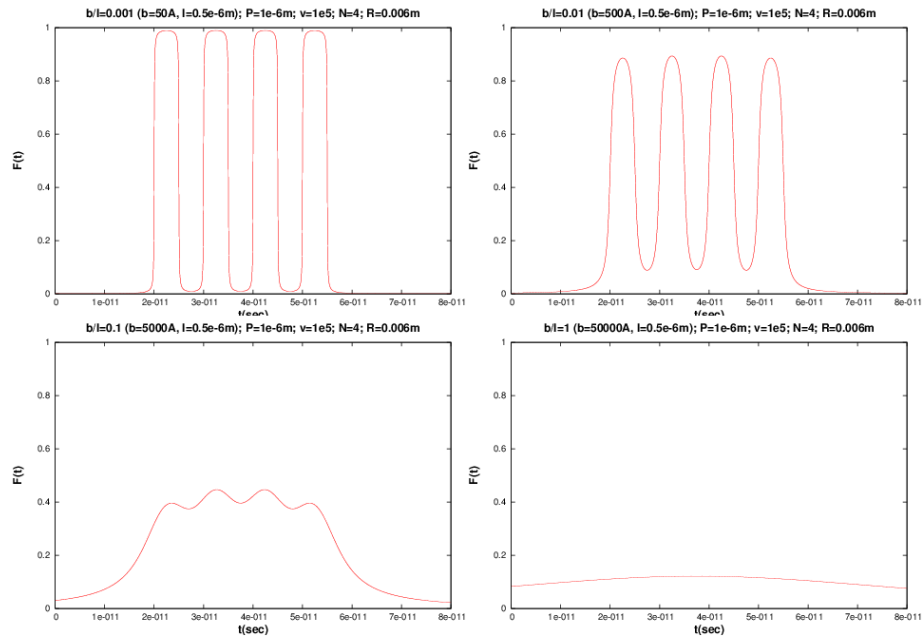 b/l=0.001 (b=50A, l=0.5e-6m); P=1e-6m; v=1e5; N=4; R=0.006m
1
0.8
0.6
0.4
0.2
0
F(t)
0 1e-011 2e-011 3e-011 4e-011 5e-011 6e-011 7e-011 8e-011
t(sec)
b/l=0.01 (b=500A, l=0.5e-6m); P=1e-6m; v=1e5; N=4; R=0.006m
1
0.8
0.6
0.4
0.2
0
F(t)
0 1e-011 2e-011 3e-011 4e-011 5e-011 6e-011 7e-011 8e-011
t(sec)
b/l=0.1 (b=5000A, l=0.5e-6m); P=1e-6m; v=1e5; N=4; R=0.006m
1
0.8
0.6
0.4
0.2
0
F(t)
0 1e-011 2e-011 3e-011 4e-011 5e-011 6e-011 7e-011 8e-011
t(sec)
b/l=1 (b=50000A, l=0.5e-6m); P=1e-6m; v=1e5; N=4; R=0.006m
1
0.8
0.6
0.4
0.2
0
F(t)
0 1e-011 2e-011 3e-011 4e-011 5e-011 6e-011 7e-011 8e-011
t(sec)